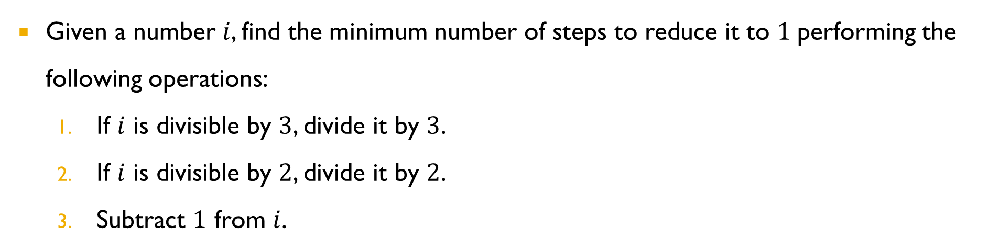 ▪ Given a number i, find the minimum number of steps to reduce it to 1 performing the
following operations:
1. If i is divisible by 3, divide it by 3.
2. If i is divisible by 2, divide it by 2.
3. Subtract 1 from i.